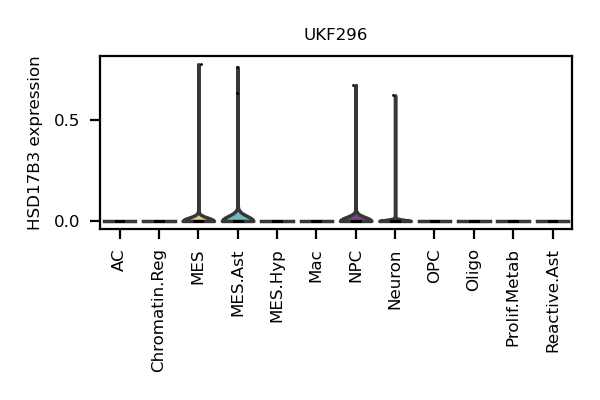 UKF296
HSD17B3 expression
0.5
0.0
AC
Chromatin.Reg
MES
MES.Ast
MES.Hyp
Mac
NPC
Neuron
OPC
Oligo
Prolif.Metab
Reactive.Ast